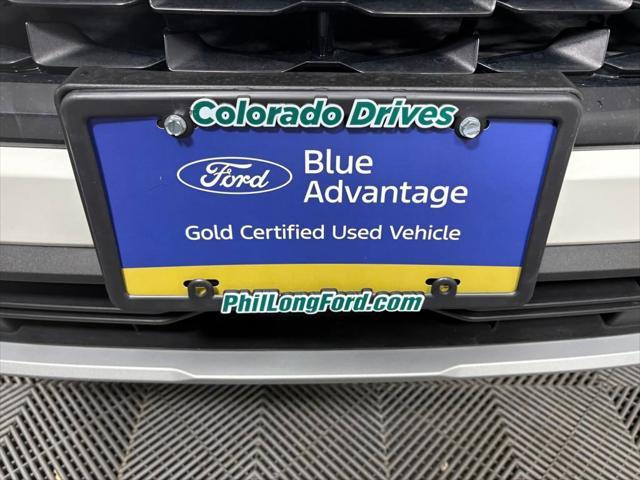 Colorado Drives
Ford
Blue
Advantage
Gold Certified Used Vehicle
PhilLongFord.com